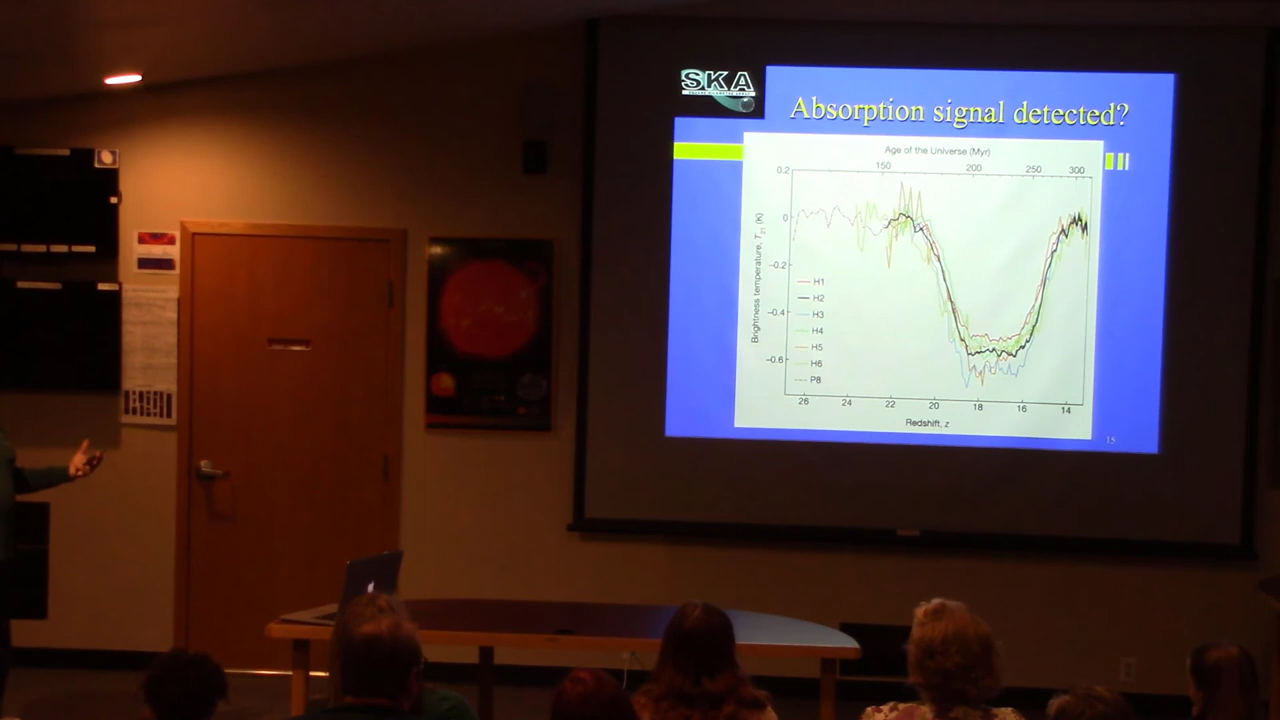 SKA
Absorption signal detected?
Age of the Universe (Myr)
150 200 250 300
0.2
0
−0.2
−0.4
−0.6
Brightness temperature, T21 (K)
H1
H2
H3
H4
H5
H6
P8
26 24 22 20 18 16 14
Redshift, z
15